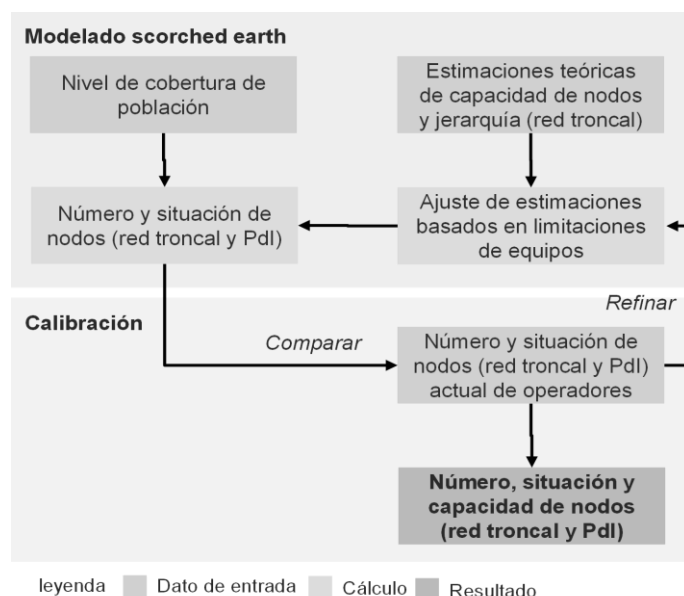 Modelado scorched earth
Nivel de cobertura de
población
Estimaciones teóricas
de capacidad de nodos
y jerarquía (red troncal)
Número y situación de
nodos (red troncal y PdI)
Ajuste de estimaciones
basados en limitaciones
de equipos
Refinar
Calibración
Comparar
Número y situación de
nodos (red troncal y PdI)
actual de operadores
Número, situación y
capacidad de nodos
(red troncal y PdI)
leyenda
Dato de entrada
Cálculo
Resultado